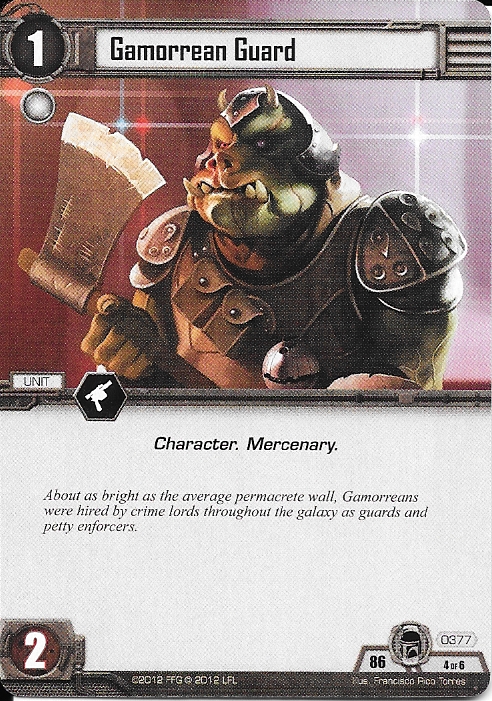 1
Gamorrean Guard
UNIT
Character. Mercenary.
About as bright as the average permacrete wall, Gamorreans
were hired by crime lords throughout the galaxy as guards and
petty enforcers.
2
0377
86
4 OF 6
©2012 FFG © 2012 LFL
Illus. Francisco Rico Torres